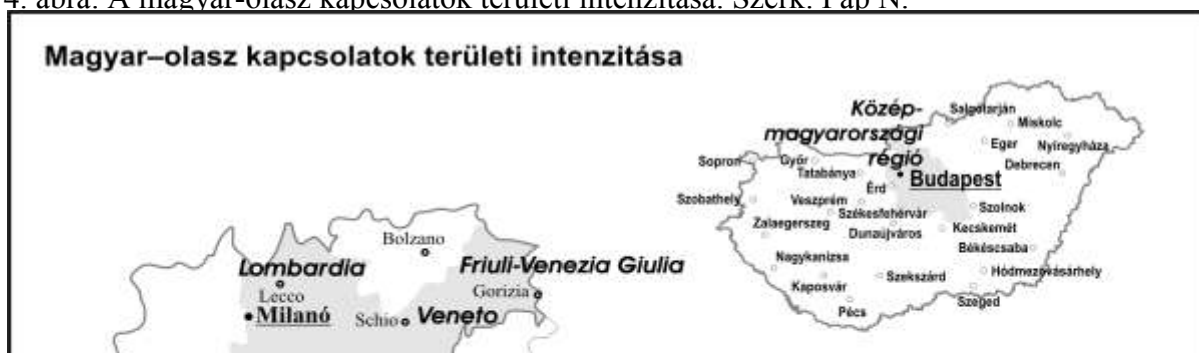 4. ábra: A magyar-olasz kapcsolatok területi intenzitása. Szerk: Pap N.
Magyar–olasz kapcsolatok területi intenzitása
Közép-
magyarországi
régió
Salgótarján
Miskolc
Eger
Nyíregyháza
Debrecen
Sopron
Győr
Tatabánya
Érd
Budapest
Szobathely
Veszprém
Székesfehérvár
Szolnok
Zalaegerszeg
Dunaújváros
Kecskemét
Békéscsaba
Nagykanizsa
Szekszárd
Hódmezővásárhely
Kaposvár
Szeged
Pécs
Bolzano
Lombardia
Friuli-Venezia Giulia
Lecco
Gorizia
Milanó
Schio
Veneto